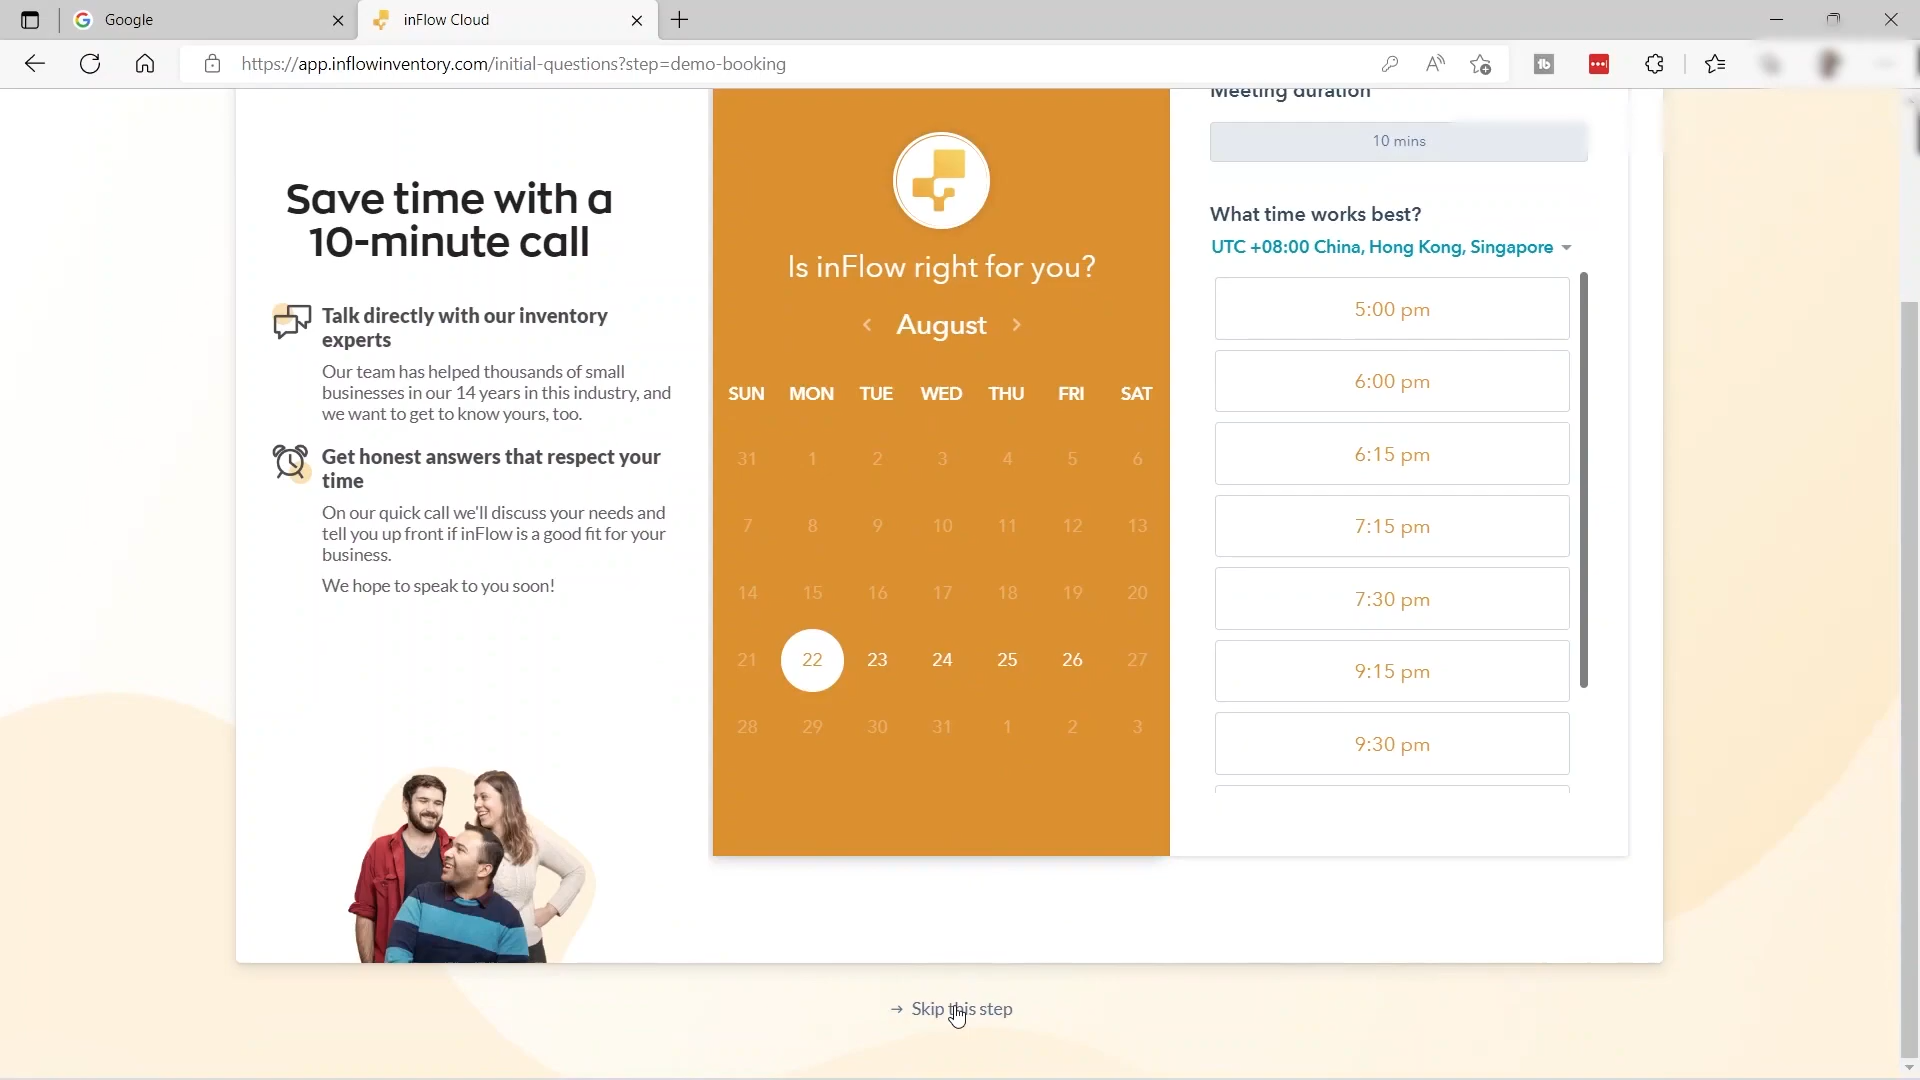 Google
inFlow Cloud
https://app.inflowinventory.com/initial-questions?step=demo-booking
Save time with a
10-minute call
Talk directly with our inventory
experts
Our team has helped thousands of small
businesses in our 14 years in this industry, and
we want to get to know yours, too.
Get honest answers that respect your
time
On our quick call we'll discuss your needs and
tell you up front if inFlow is a good fit for your
business.
We hope to speak to you soon!
Is inFlow right for you?
August
SUN MON TUE WED THU FRI SAT
31 1 2 3 4 5 6
7 8 9 10 11 12 13
14 15 16 17 18 19 20
21 22 23 24 25 26 27
28 29 30 31 1 2 3
Meeting duration
10 mins
What time works best?
UTC +08:00 China, Hong Kong, Singapore
5:00 pm
6:00 pm
6:15 pm
7:15 pm
7:30 pm
9:15 pm
9:30 pm
→ Skip this step